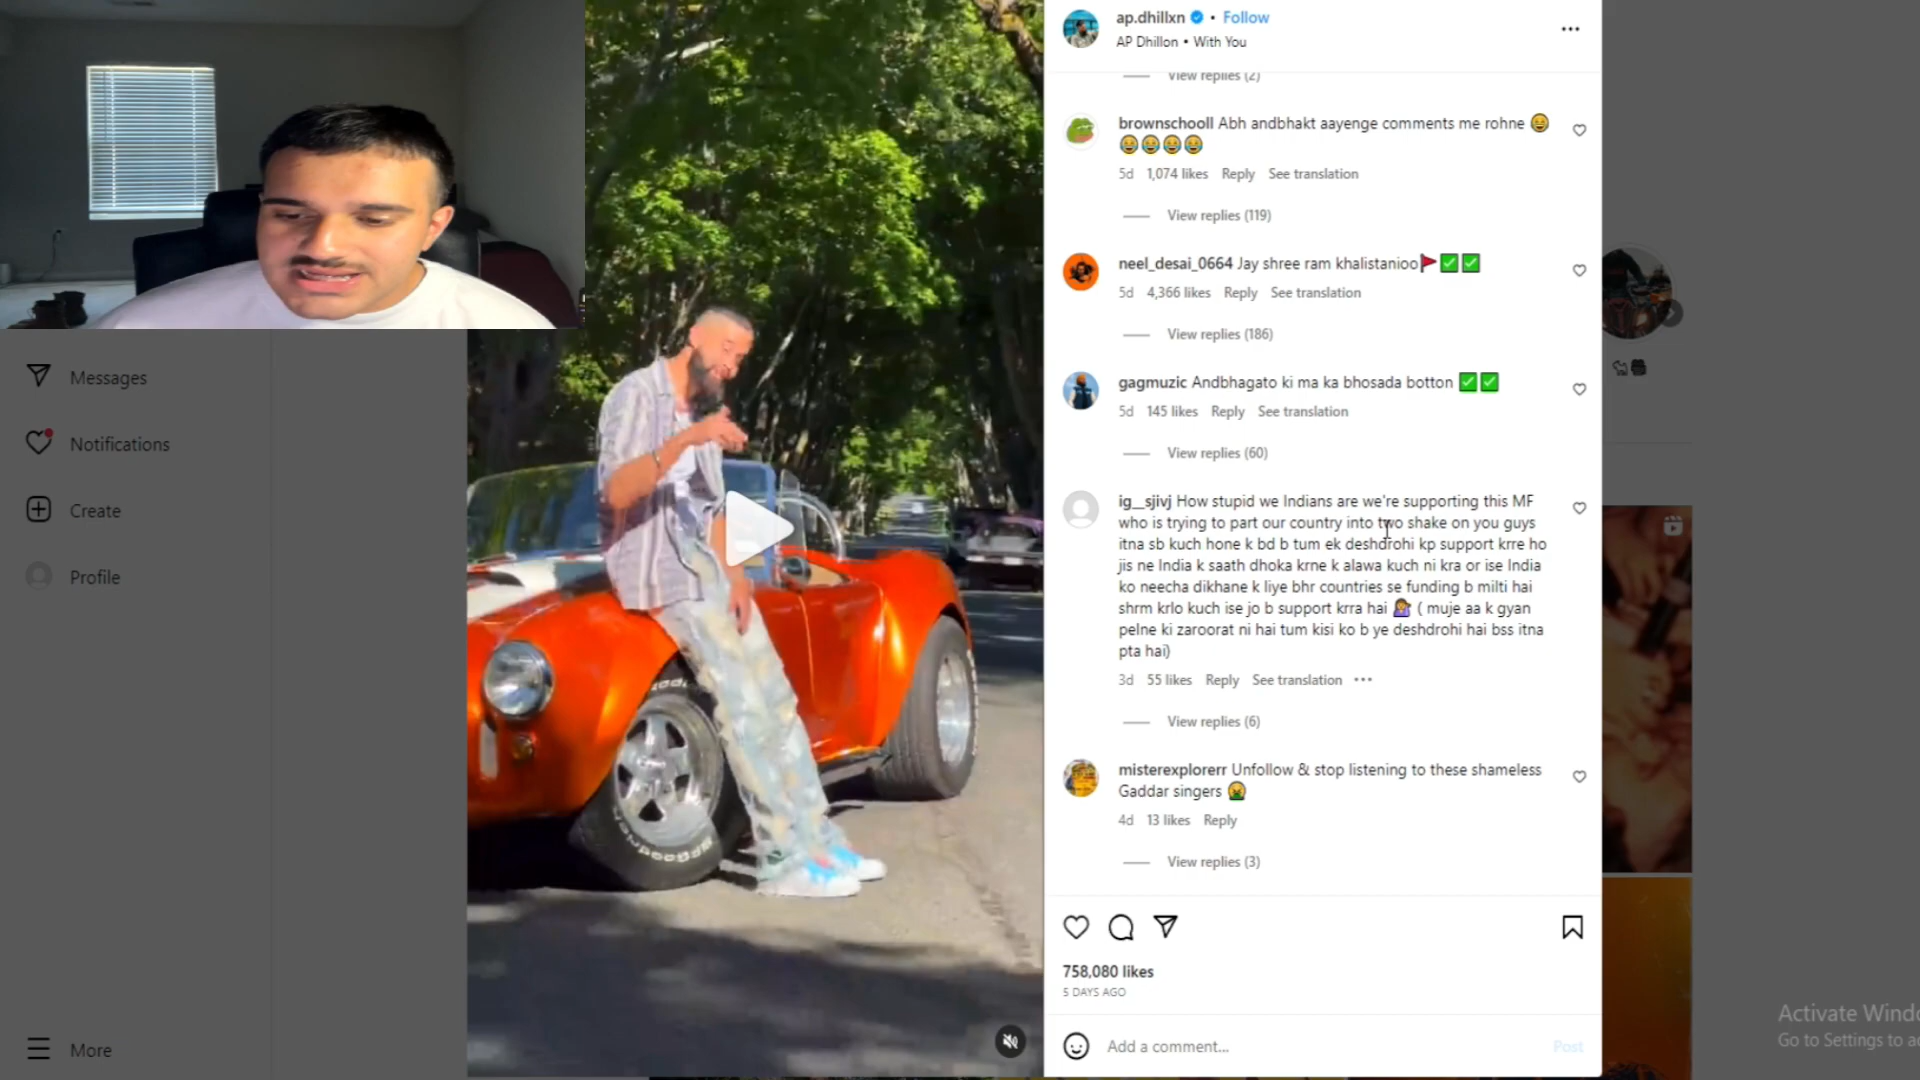 ap.dhillxn • Follow
AP Dhillon • With You
View replies (2)
brownschooll Abh andbhakt aayenge comments me rohne 😂
😂😂😂😂
5d 1,074 likes Reply See translation
View replies (119)
neel_desai_0664 Jay shree ram khalistanioo🚩✅✅
5d 4,366 likes Reply See translation
View replies (186)
gagmuzic Andbhagato ki ma ka bhosada botton ✅✅
5d 145 likes Reply See translation
View replies (60)
ig__sjivj How stupid we Indians are we're supporting this MF
who is trying to part our country into two shake on you guys
itna sb kuch hone k bd b tum ek deshdrohi kp support krre ho
jis ne India k saath dhoka krne k alawa kuch ni kra or ise India
ko neecha dikhane k liye bhr countries se funding b milti hai
shrm krlo kuch ise jo b support krra hai 💁 ( muje aa k gyan
pelne ki zaroorat ni hai tum kisi ko b ye deshdrohi hai bss itna
pta hai)
3d 55 likes Reply See translation •••
View replies (6)
misterexplorerr Unfollow & stop listening to these shameless
Gaddar singers 🤮
4d 13 likes Reply
View replies (3)
758,080 likes
5 DAYS AGO
Add a comment...
Post
Messages
Notifications
Create
Profile
More
Activate Windo
Go to Settings to a